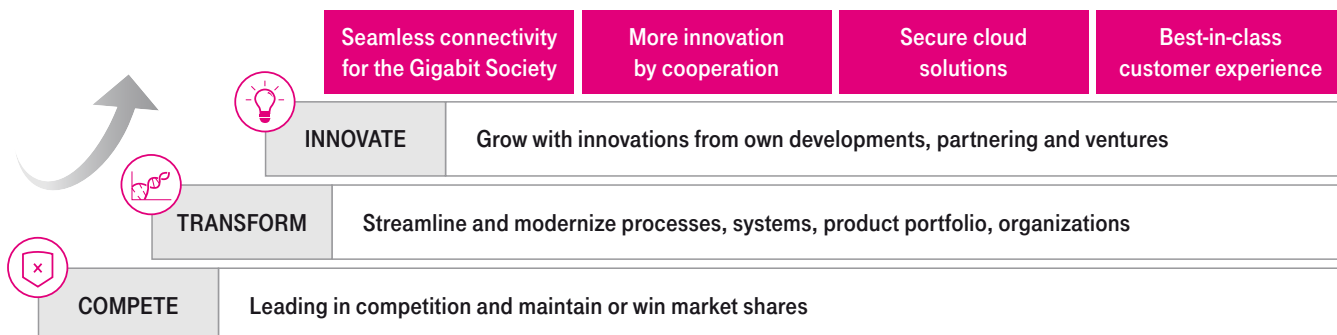 Seamless connectivity
for the Gigabit Society
More innovation
by cooperation
Secure cloud
solutions
Best-in-class
customer experience
INNOVATE
Grow with innovations from own developments, partnering and ventures
TRANSFORM
Streamline and modernize processes, systems, product portfolio, organizations
COMPETE
Leading in competition and maintain or win market shares